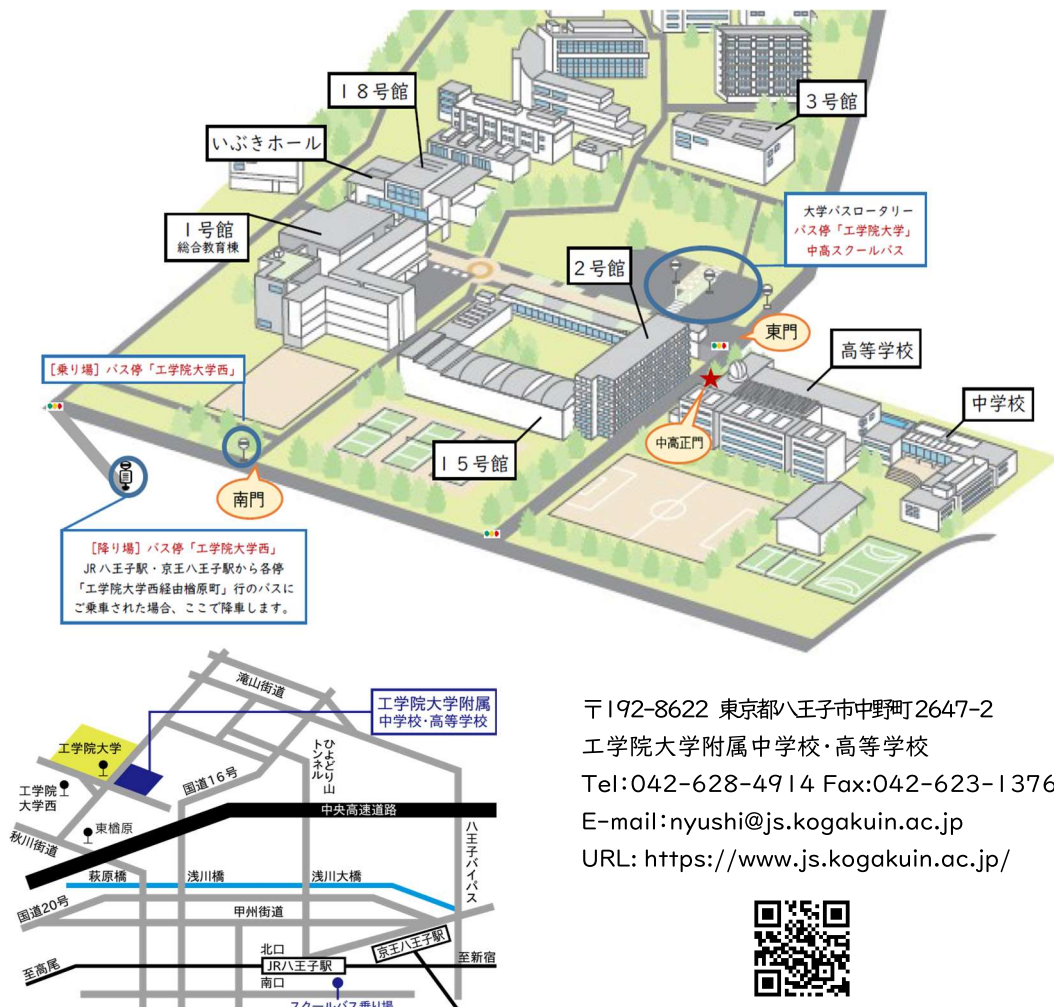 18号館
3号館
いぶきホール
大学バスロータリー
バス停「工学院大学」
中高スクールバス
1号館
総合教育棟
2号館
東門
高等学校
[乗り場] バス停「工学院大学西」
中学校
中高正門
15号館
南門
[降り場] バス停「工学院大学西」
JR八王子駅・京王八王子駅から各停
「工学院大学西経由楢原町」行のバスに
ご乗車された場合、ここで降車します。
滝山街道
工学院大学附属
中学校・高等学校
工学院大学
ひよどり山
トンネル
国道16号
工学院
大学西
中央高速道路
東楢原
秋川街道
八王子バイパス
萩原橋
浅川橋
浅川大橋
国道20号
甲州街道
京王八王子駅
北口
至高尾
JR八王子駅
至新宿
南口
スクールバス乗り場
〒192-8622 東京都八王子市中野町2647-2
工学院大学附属中学校・高等学校
Tel:042-628-4914 Fax:042-623-1376
E-mail:nyushi@js.kogakuin.ac.jp
URL: https://www.js.kogakuin.ac.jp/